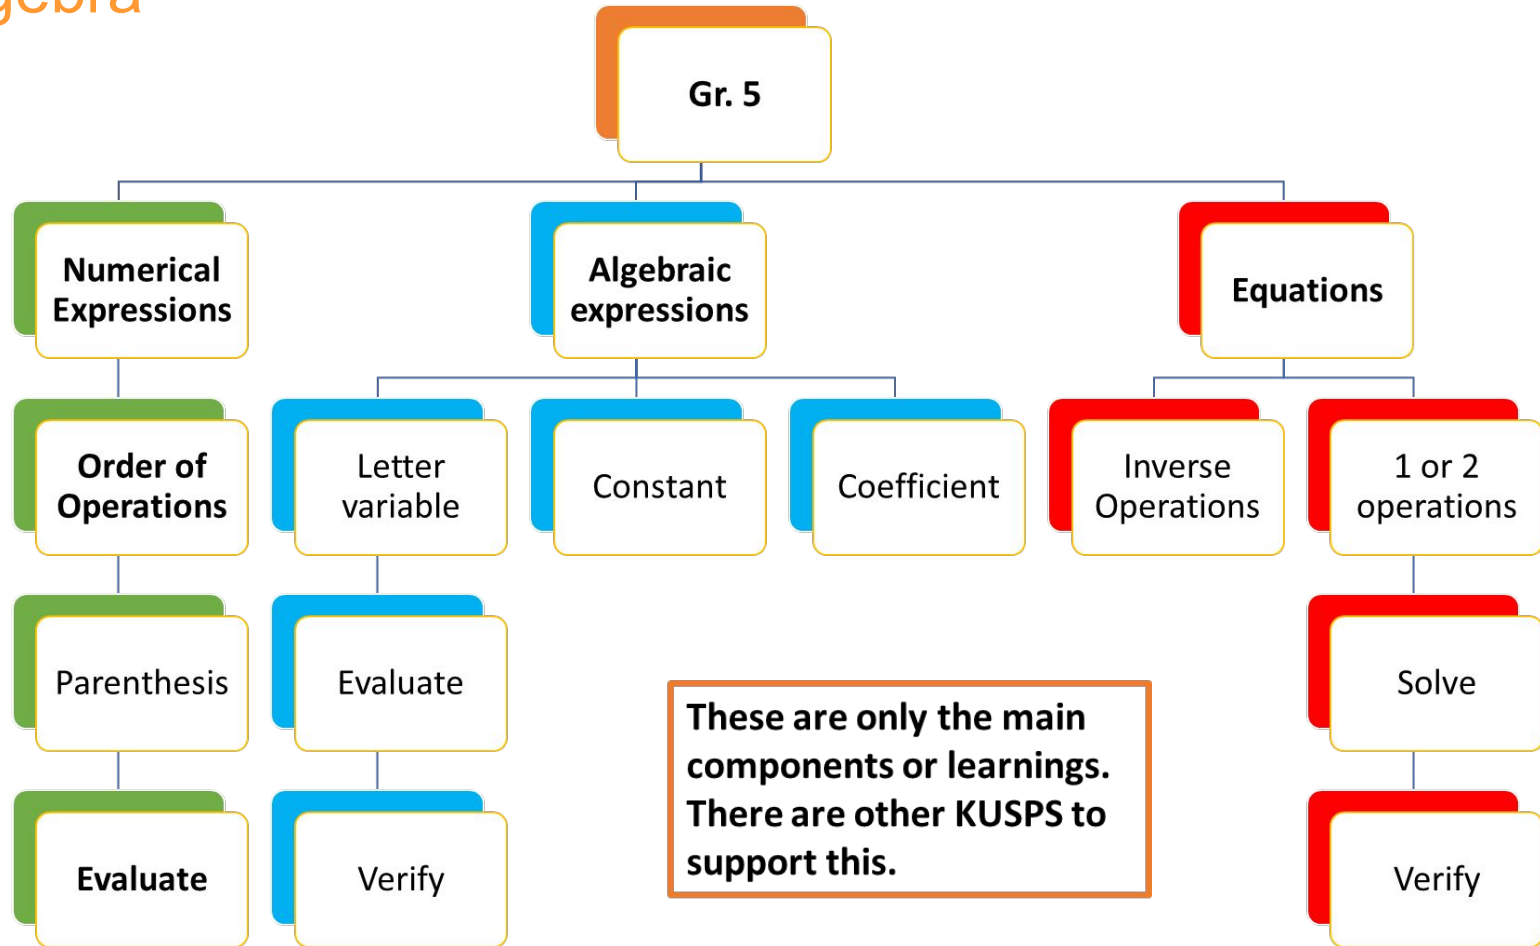 Gr. 5
Numerical
Expressions
Algebraic
expressions
Equations
Order of
Operations
Letter
variable
Constant
Coefficient
Inverse
Operations
1 or 2
operations
Parenthesis
Evaluate
Solve
These are only the main
components or learnings.
There are other KUSPS to
support this.
Evaluate
Verify
Verify